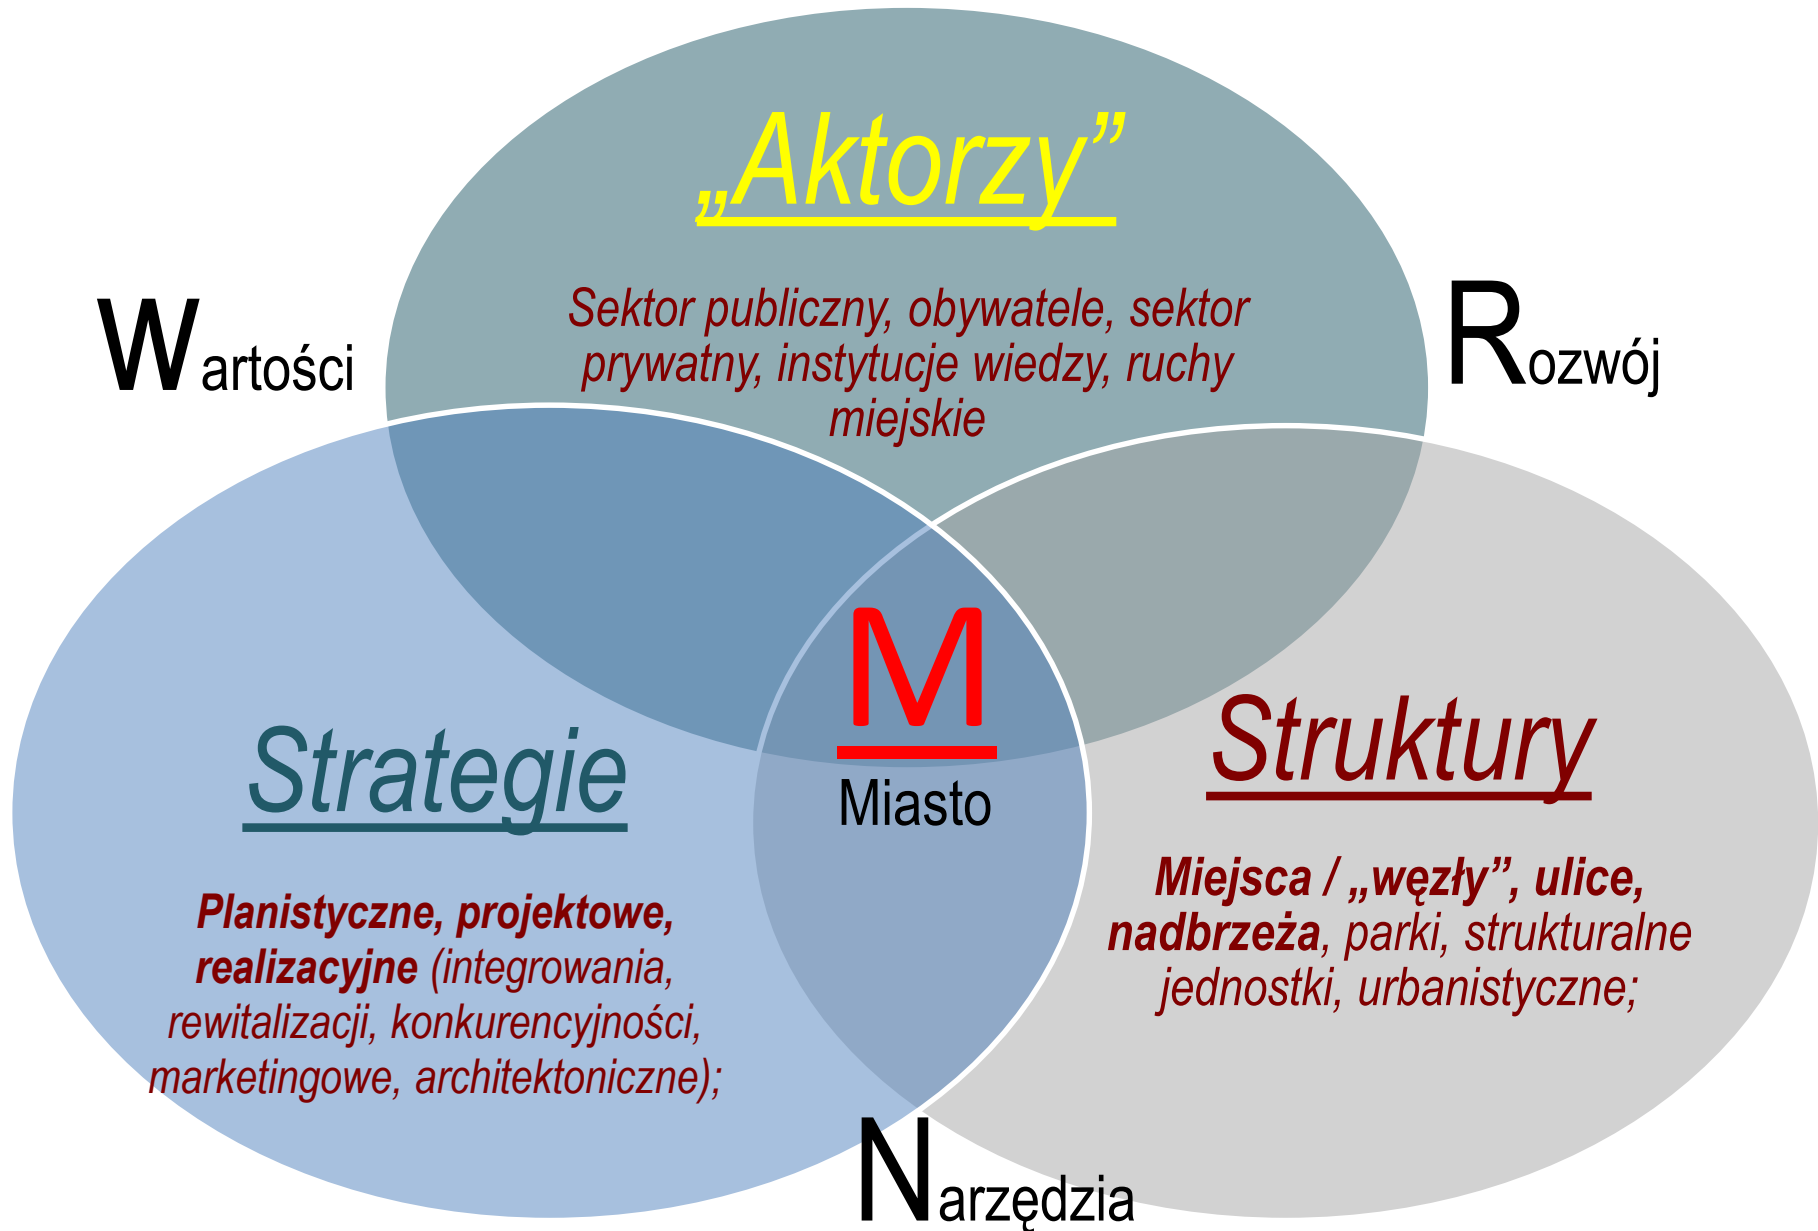 „Aktorzy”
Sektor publiczny, obywatele, sektor
prywatny, instytucje wiedzy, ruchy
miejskie
Wartości
Rozwój
M
Miasto
Strategie
Planistyczne, projektowe,
realizacyjne (integrowania,
rewitalizacji, konkurencyjności,
marketingowe, architektoniczne);
Struktury
Miejsca / „węzły”, ulice,
nadbrzeża, parki, strukturalne
jednostki, urbanistyczne;
Narzędzia